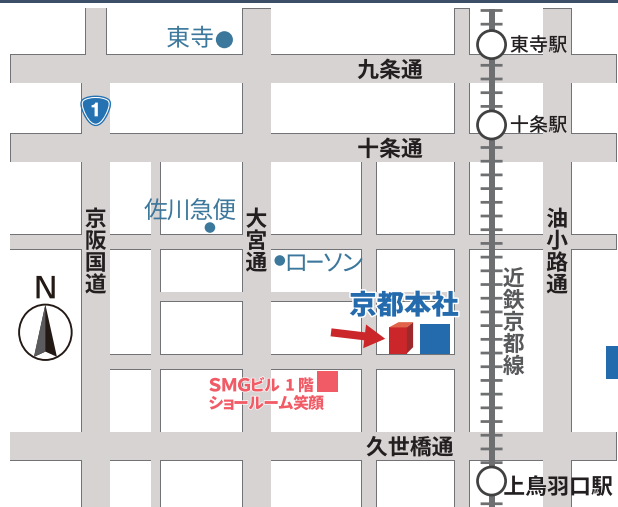 東寺
東寺駅
九条通
1
十条駅
十条通
佐川急便
京阪国道
大宮通
油小路通
ローソン
近鉄京都線
N
京都本社
SMGビル 1階
ショールーム笑顔
久世橋通
上鳥羽口駅